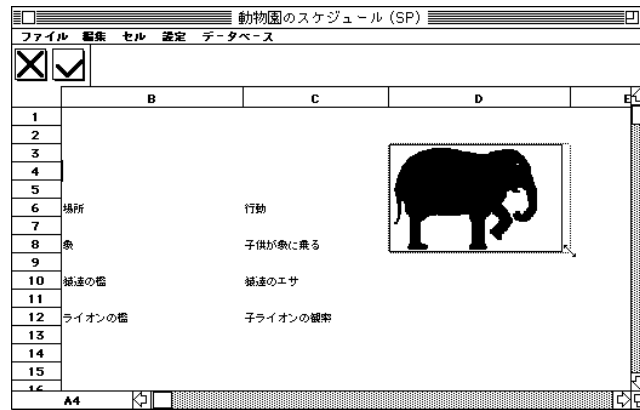 動物園のスケジュール (SP)
ファイル 編集 セル 設定 データベース
B C D E
1
2
3
4
5
6 場所 行動
7
8 象 子供が象に乗る
9
10 猿達の檻 猿達のエサ
11
12 ライオンの檻 子ライオンの観察
13
14
15
16
A4